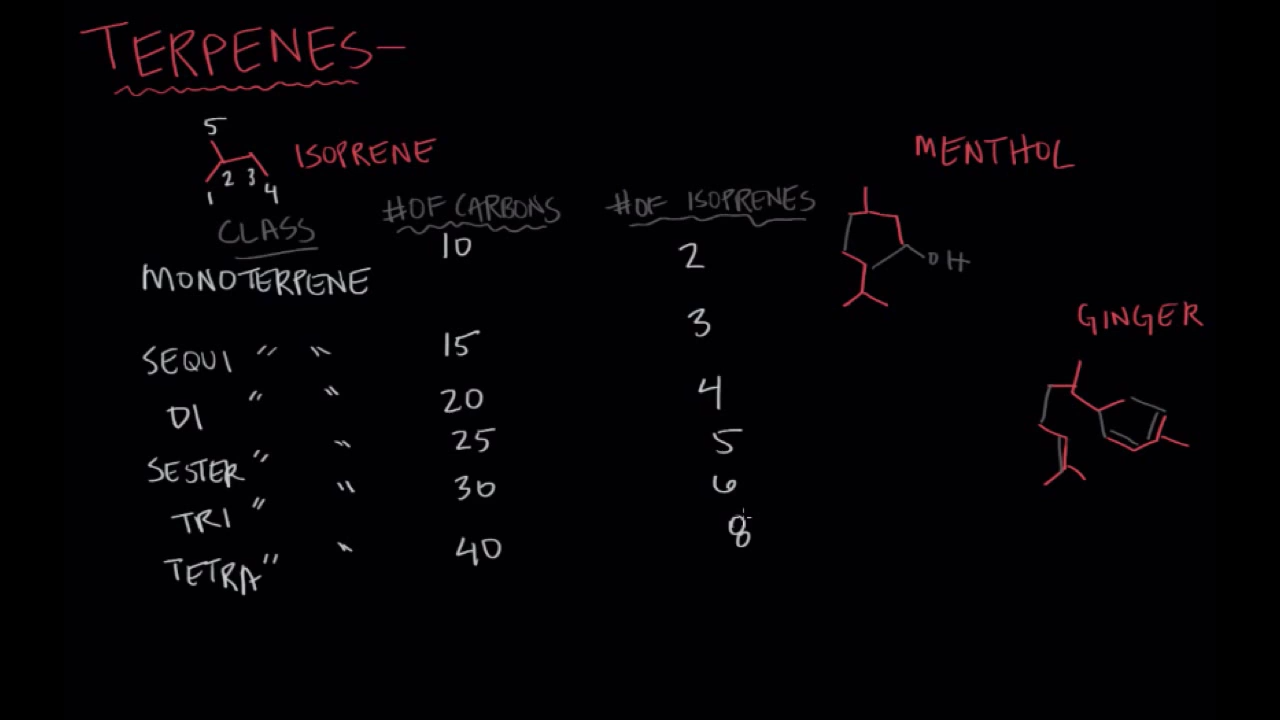 TERPENES-
5
ISOPRENE
1 2 3 4
CLASS #OF CARBONS #OF ISOPRENES
MONOTERPENE 10 2
SEQUI " " 15 3
DI " " 20 4
SESTER " " 25 5
TRI " " 30 6
TETRA " " 40 8
MENTHOL
OH
GINGER